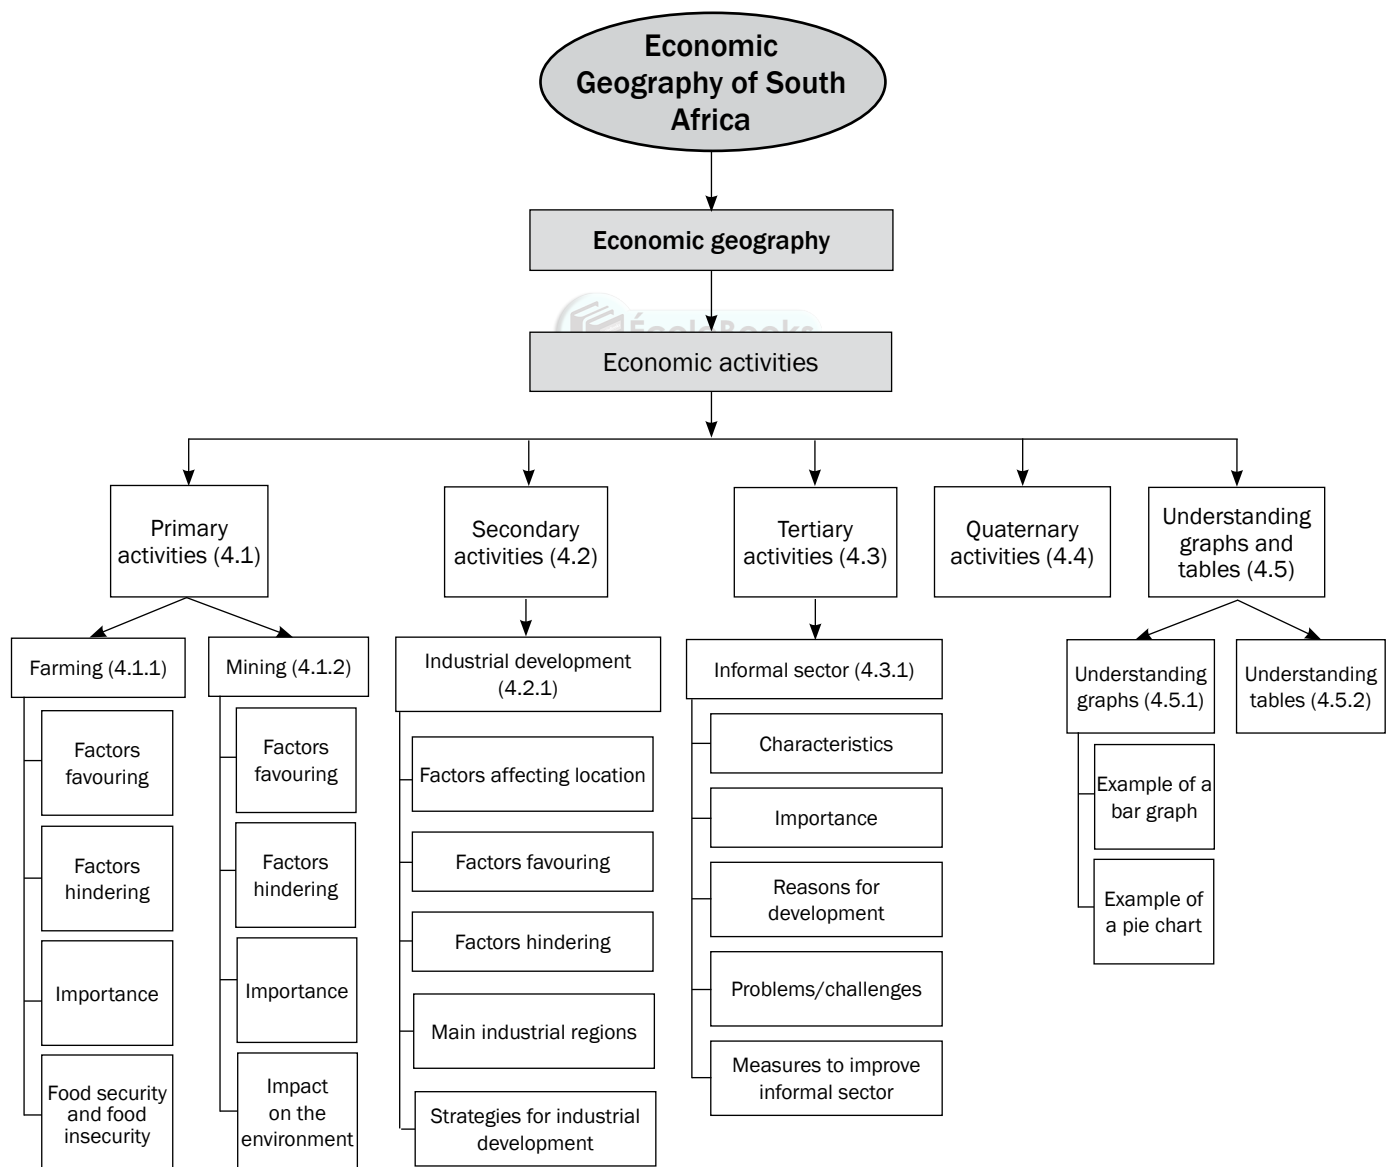 Economic
Geography of South
Africa
Economic geography
ÉcoleBooks
Economic activities
Primary
activities (4.1)
Secondary
activities (4.2)
Tertiary
activities (4.3)
Quaternary
activities (4.4)
Understanding
graphs and
tables (4.5)
Farming (4.1.1)
Factors
favouring
Factors
hindering
Importance
Food security
and food
insecurity
Mining (4.1.2)
Factors
favouring
Factors
hindering
Importance
Impact
on the
environment
Industrial development
(4.2.1)
Factors affecting location
Factors favouring
Factors hindering
Main industrial regions
Strategies for industrial
development
Informal sector (4.3.1)
Characteristics
Importance
Reasons for
development
Problems/challenges
Measures to improve
informal sector
Understanding
graphs (4.5.1)
Example of a
bar graph
Example of
a pie chart
Understanding
tables (4.5.2)